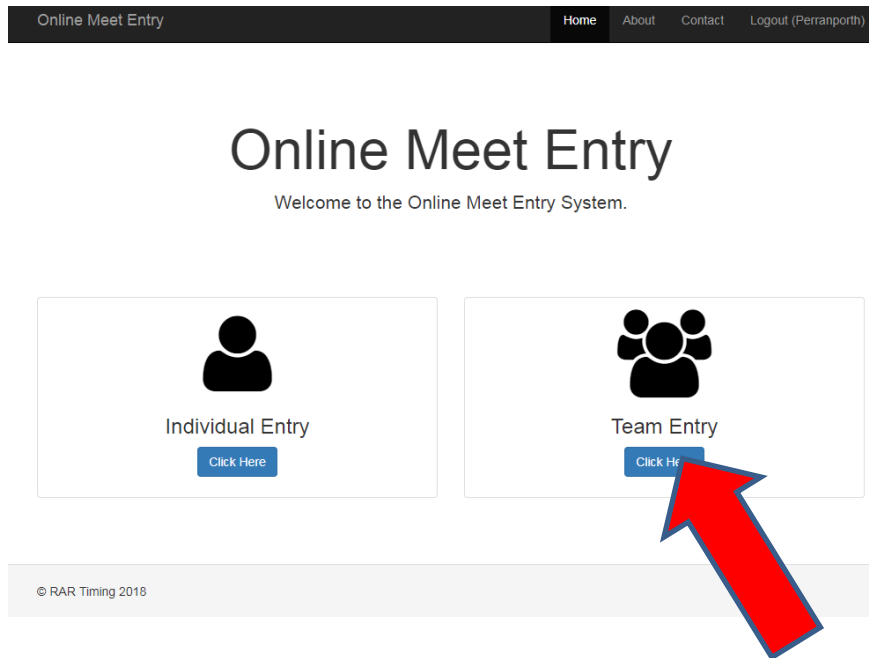 Online Meet Entry Home About Contact Logout (Perranporth)
Online Meet Entry
Welcome to the Online Meet Entry System.
Individual Entry
Click Here
Team Entry
Click
© RAR Timing 2018